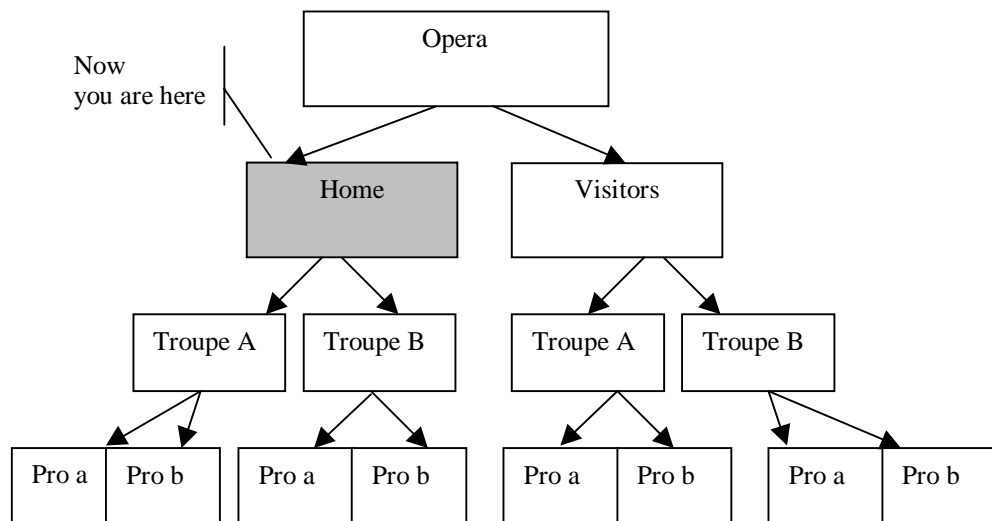 Opera
Now
you are here
Home
Visitors
Troupe A
Troupe B
Troupe A
Troupe B
Pro a
Pro b
Pro a
Pro b
Pro a
Pro b
Pro a
Pro b